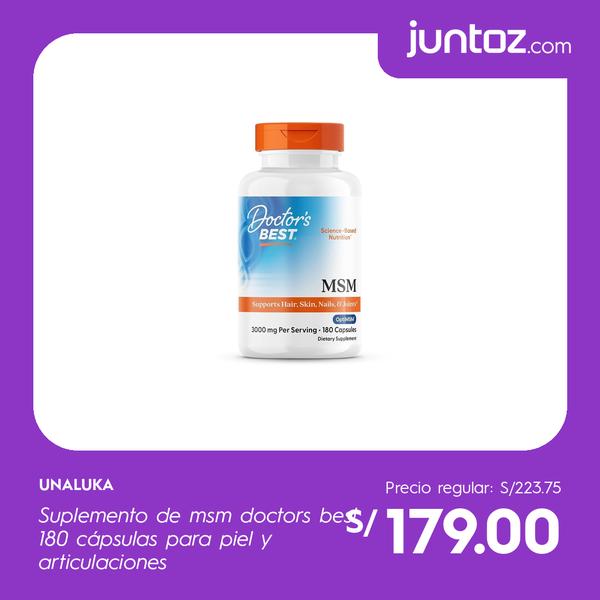 juntoz.com
Doctor's
BEST
Science-Based
Nutrition
MSM
Supports Hair, Skin, Nails, & Joints*
OptiMSM
3000 mg Per Serving • 180 Capsules
Dietary Supplement
UNALUKA
Precio regular: S/223.75
Suplemento de msm doctors best
180 cápsulas para piel y
articulaciones
S/ 179.00